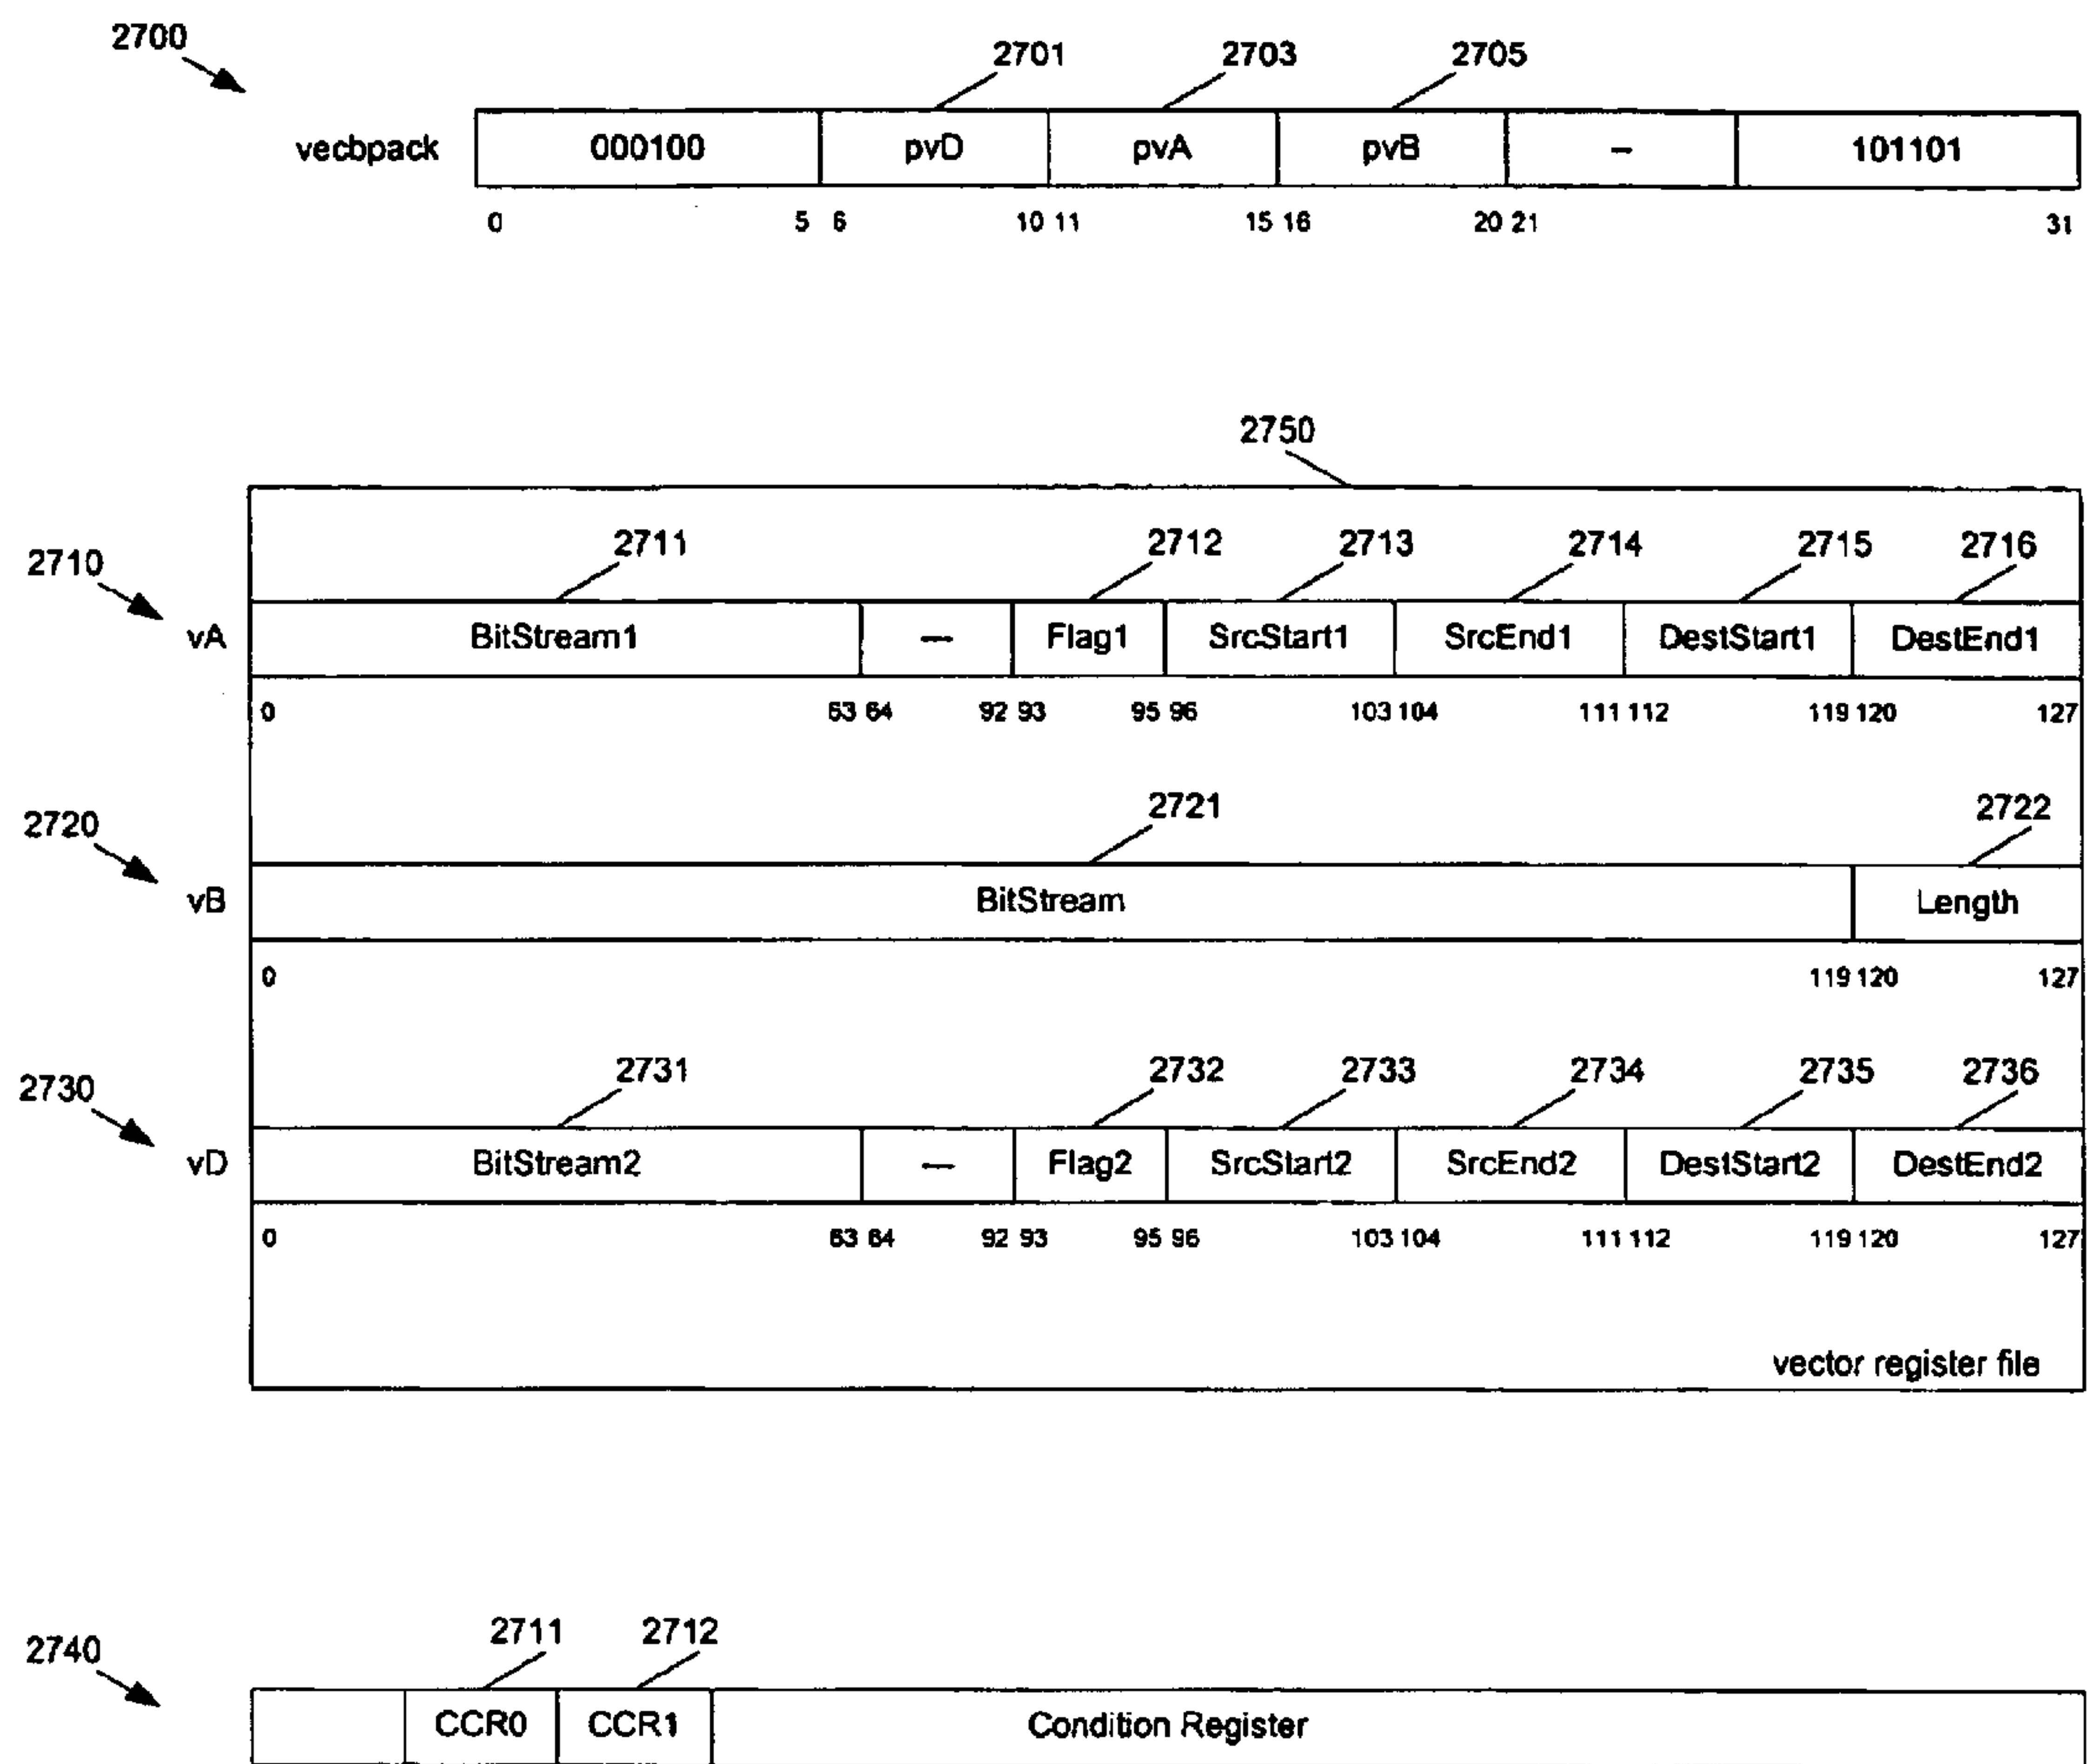 2700
2701 2703 2705
vecbpack 000100 pvD pvA pvB – 101101
0 5 6 10 11 15 16 20 21 31
2750
2710
2711 2712 2713 2714 2715 2716
vA BitStream1 — Flag1 SrcStart1 SrcEnd1 DestStart1 DestEnd1
0 63 64 92 93 95 96 103 104 111 112 119 120 127
2720
2721 2722
vB BitStream Length
0 119 120 127
2730
2731 2732 2733 2734 2735 2736
vD BitStream2 — Flag2 SrcStart2 SrcEnd2 DestStart2 DestEnd2
0 63 64 92 93 95 96 103 104 111 112 119 120 127
vector register file
2740
2711 2712
CCR0 CCR1 Condition Register